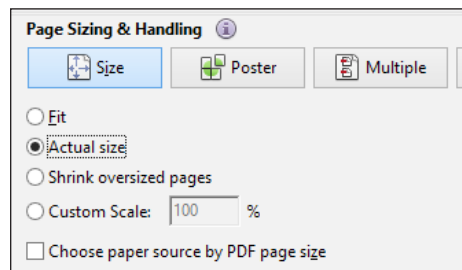 Page Sizing & Handling
Size Poster Multiple
Fit
Actual size
Shrink oversized pages
Custom Scale: 100 %
Choose paper source by PDF page size